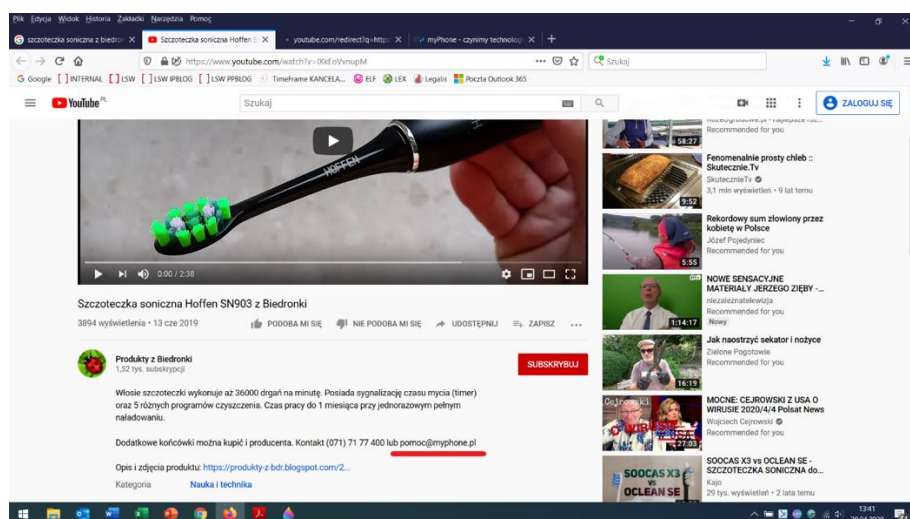 Plik Edycja Widok Historia Zakładki Narzędzia Pomoc
szczoteczka soniczna z biedron
Szczoteczka soniczna Hoffen S
youtube.com/redirect?q=https
myPhone - czynimy technologi
https://www.youtube.com/watch?v=
Szukaj
Google []INTERNAL []LSW []LSW IPBLOG []LSW PPBLOG Timeframe KANCELA... ELF LEX Legalis Poczta Outlook 365
YouTube PL
Szukaj
ZALOGUJ SIĘ
HOFFEN
0:00 / 2:38
Szczoteczka soniczna Hoffen SN903 z Biedronki
3894 wyświetlenia • 13 cze 2019
PODOBA MI SIĘ NIE PODOBA MI SIĘ UDOSTĘPNIJ ZAPISZ ...
Produkty z Biedronki
1,52 tys. subskrypcji
SUBSKRYBUJ
Włosie szczoteczki wykonuje aż 36000 drgań na minutę. Posiada sygnalizację czasu mycia (timer)
oraz 5 różnych programów czyszczenia. Czas pracy do 1 miesiąca przy jednorazowym pełnym
naładowaniu.
Dodatkowe końcówki można kupić i producenta. Kontakt (071) 71 77 400 lub pomoc@myphone.pl
Opis i zdjęcia produktu: https://produkty-z-bdr.blogspot.com/2...
Kategoria Nauka i technika
Recommended for you
58:27
Fenomenalnie prosty chleb ::
Skutecznie.Tv
SkutecznieTv
3,1 mln wyświetleń • 9 lat temu
9:52
Rekordowy sum złowiony przez
kobietę w Polsce
Józef Pojedyniec
Recommended for you
5:55
NOWE SENSACYJNE
MATERIAŁY JERZEGO ZIĘBY -...
niezaleznatelewizja
Recommended for you
Nowy
1:14:17
Jak naostrzyć sekator i nożyce
Zielone Pogotowie
Recommended for you
16:19
MOCNE: CEJROWSKI Z USA O
WIRUSIE 2020/4/4 Polsat News
Wojciech Cejrowski
Recommended for you
Cejrowski
O WIRUSIE
#USA
27:03
SOOCAS X3 vs OCLEAN SE -
SZCZOTECZKA SONICZNA do...
Kajo
29 tys. wyświetleń • 2 lata temu
SOOCAS X3
VS
OCLEAN SE
13:41
20.04.2020